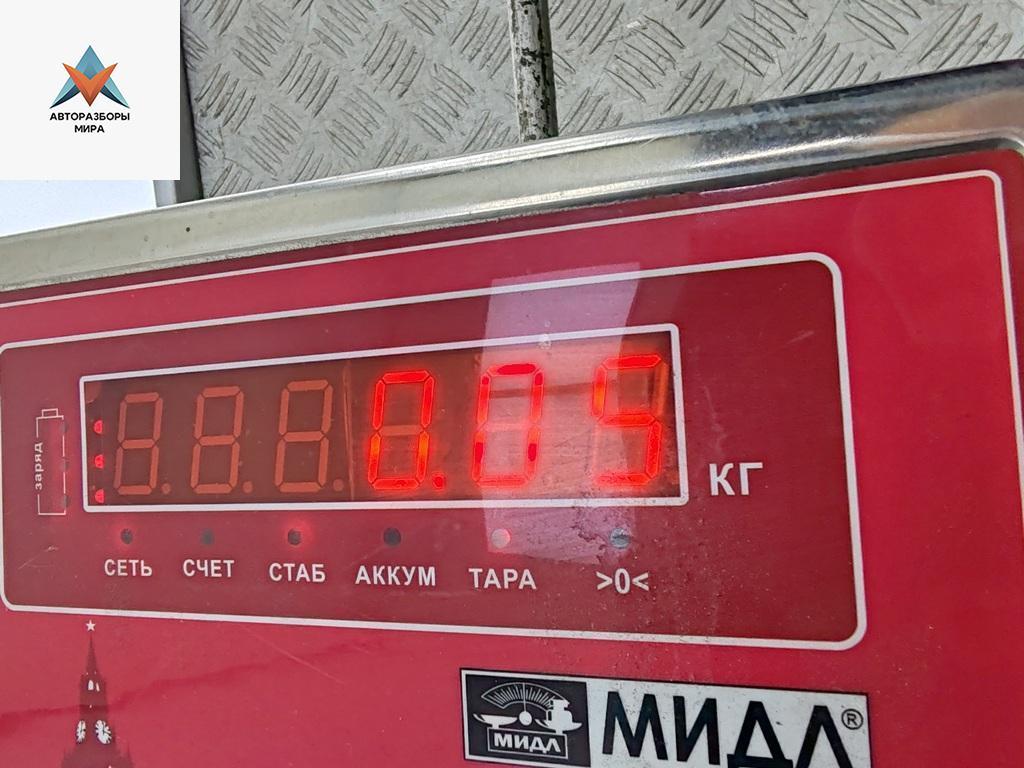 АВТОРАЗБОРЫ
МИРА
заряд
0.05
КГ
СЕТЬ СЧЕТ СТАБ АККУМ ТАРА >0<
МИДЛ
МИДЛ®